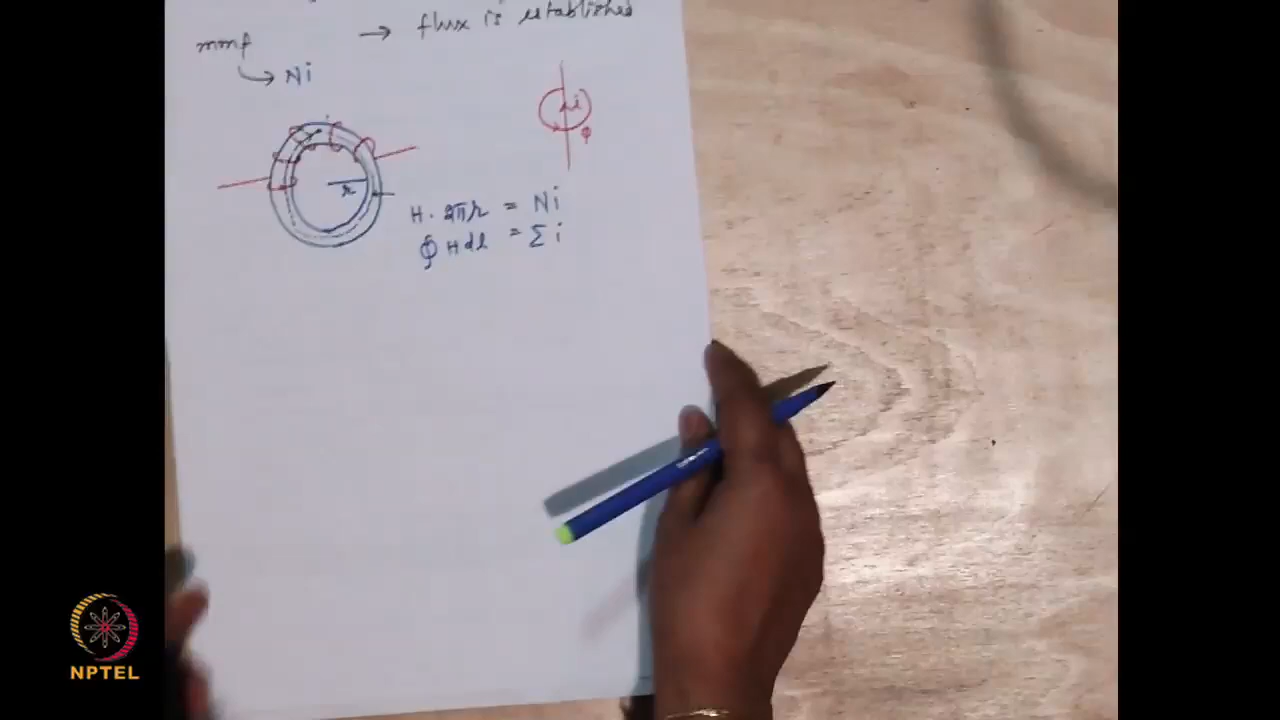 flux is established
mmf →
Ni
i
φ
r
H. 2πr = Ni
∮ H dl = Σ i
NPTEL